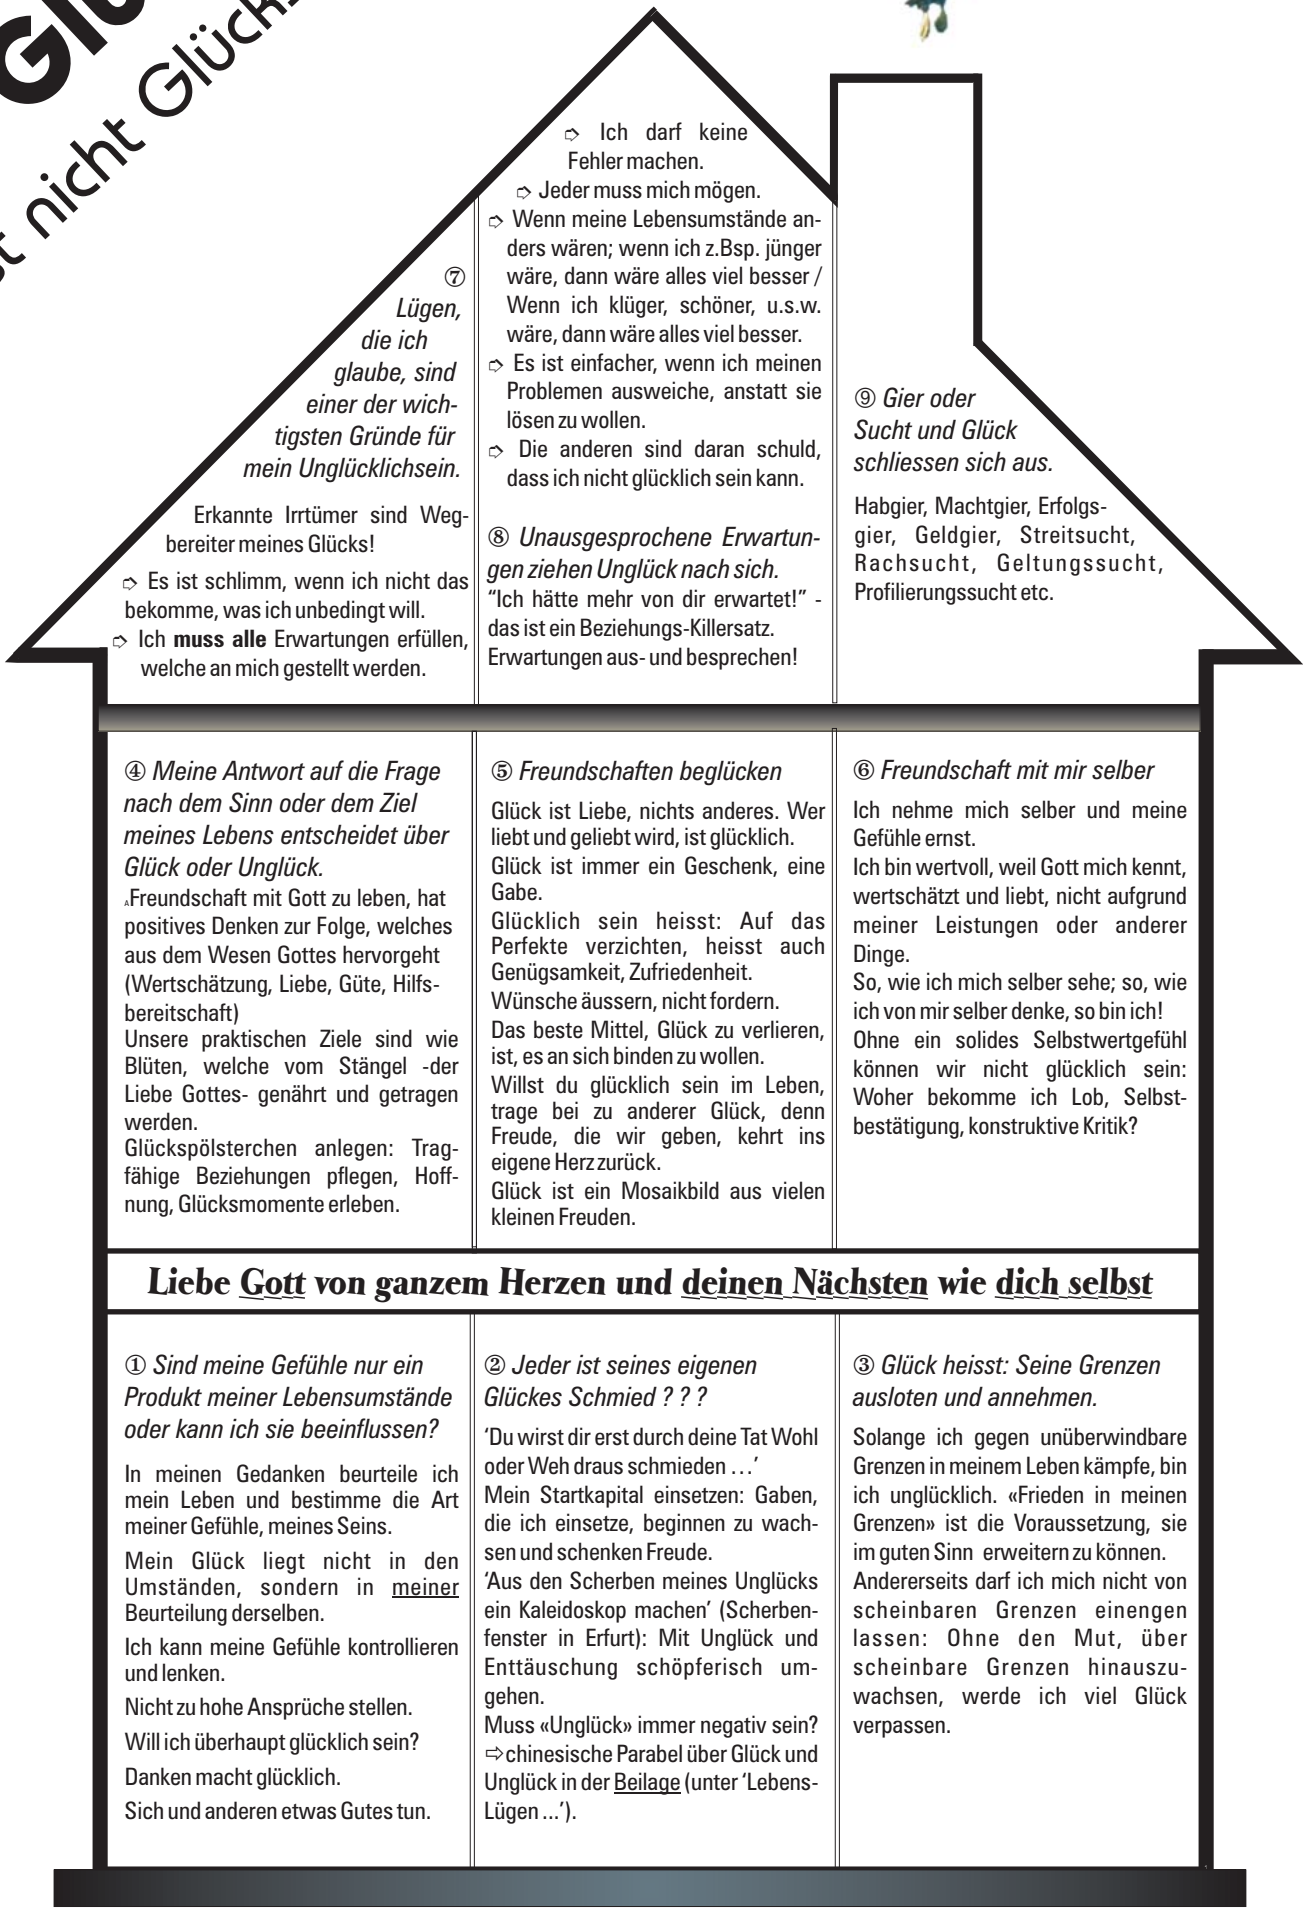 nicht
⑦
Lügen,
die ich
glaube, sind
einer der wich-
tigsten Gründe für
mein Unglücklichsein.
Erkannte Irrtümer sind Weg-
bereiter meines Glücks!
➩ Es ist schlimm, wenn ich nicht das
bekomme, was ich unbedingt will.
➩ Ich muss alle Erwartungen erfüllen,
welche an mich gestellt werden.
➩ Ich darf keine
Fehler machen.
➩ Jeder muss mich mögen.
➩ Wenn meine Lebensumstände an-
ders wären; wenn ich z.Bsp. jünger
wäre, dann wäre alles viel besser /
Wenn ich klüger, schöner, u.s.w.
wäre, dann wäre alles viel besser.
➩ Es ist einfacher, wenn ich meinen
Problemen ausweiche, anstatt sie
lösen zu wollen.
➩ Die anderen sind daran schuld,
dass ich nicht glücklich sein kann.
⑧ Unausgesprochene Erwartun-
gen ziehen Unglück nach sich.
“Ich hätte mehr von dir erwartet!” -
das ist ein Beziehungs-Killersatz.
Erwartungen aus- und besprechen!
⑨ Gier oder
Sucht und Glück
schliessen sich aus.
Habgier, Machtgier, Erfolgs-
gier, Geldgier, Streitsucht,
Rachsucht, Geltungssucht,
Profilierungssucht etc.
④ Meine Antwort auf die Frage
nach dem Sinn oder dem Ziel
meines Lebens entscheidet über
Glück oder Unglück.
Freundschaft mit Gott zu leben, hat
positives Denken zur Folge, welches
aus dem Wesen Gottes hervorgeht
(Wertschätzung, Liebe, Güte, Hilfs-
bereitschaft)
Unsere praktischen Ziele sind wie
Blüten, welche vom Stängel -der
Liebe Gottes- genährt und getragen
werden.
Glückspölsterchen anlegen: Trag-
fähige Beziehungen pflegen, Hoff-
nung, Glücksmomente erleben.
⑤ Freundschaften beglücken
Glück ist Liebe, nichts anderes. Wer
liebt und geliebt wird, ist glücklich.
Glück ist immer ein Geschenk, eine
Gabe.
Glücklich sein heisst: Auf das
Perfekte verzichten, heisst auch
Genügsamkeit, Zufriedenheit.
Wünsche äussern, nicht fordern.
Das beste Mittel, Glück zu verlieren,
ist, es an sich binden zu wollen.
Willst du glücklich sein im Leben,
trage bei zu anderer Glück, denn
Freude, die wir geben, kehrt ins
eigene Herz zurück.
Glück ist ein Mosaikbild aus vielen
kleinen Freuden.
⑥ Freundschaft mit mir selber
Ich nehme mich selber und meine
Gefühle ernst.
Ich bin wertvoll, weil Gott mich kennt,
wertschätzt und liebt, nicht aufgrund
meiner Leistungen oder anderer
Dinge.
So, wie ich mich selber sehe; so, wie
ich von mir selber denke, so bin ich!
Ohne ein solides Selbstwertgefühl
können wir nicht glücklich sein:
Woher bekomme ich Lob, Selbst-
bestätigung, konstruktive Kritik?
Liebe Gott von ganzem Herzen und deinen Nächsten wie dich selbst
① Sind meine Gefühle nur ein
Produkt meiner Lebensumstände
oder kann ich sie beeinflussen?
In meinen Gedanken beurteile ich
mein Leben und bestimme die Art
meiner Gefühle, meines Seins.
Mein Glück liegt nicht in den
Umständen, sondern in meiner
Beurteilung derselben.
Ich kann meine Gefühle kontrollieren
und lenken.
Nicht zu hohe Ansprüche stellen.
Will ich überhaupt glücklich sein?
Danken macht glücklich.
Sich und anderen etwas Gutes tun.
② Jeder ist seines eigenen
Glückes Schmied ? ? ?
‘Du wirst dir erst durch deine Tat Wohl
oder Weh draus schmieden ...’
Mein Startkapital einsetzen: Gaben,
die ich einsetze, beginnen zu wach-
sen und schenken Freude.
‘Aus den Scherben meines Unglücks
ein Kaleidoskop machen’ (Scherben-
fenster in Erfurt): Mit Unglück und
Enttäuschung schöpferisch um-
gehen.
Muss «Unglück» immer negativ sein?
⇨chinesische Parabel über Glück und
Unglück in der Beilage (unter ‘Lebens-
Lügen ...’).
③ Glück heisst: Seine Grenzen
ausloten und annehmen.
Solange ich gegen unüberwindbare
Grenzen in meinem Leben kämpfe, bin
ich unglücklich. «Frieden in meinen
Grenzen» ist die Voraussetzung, sie
im guten Sinn erweitern zu können.
Andererseits darf ich mich nicht von
scheinbaren Grenzen einengen
lassen: Ohne den Mut, über
scheinbare Grenzen hinauszu-
wachsen, werde ich viel Glück
verpassen.